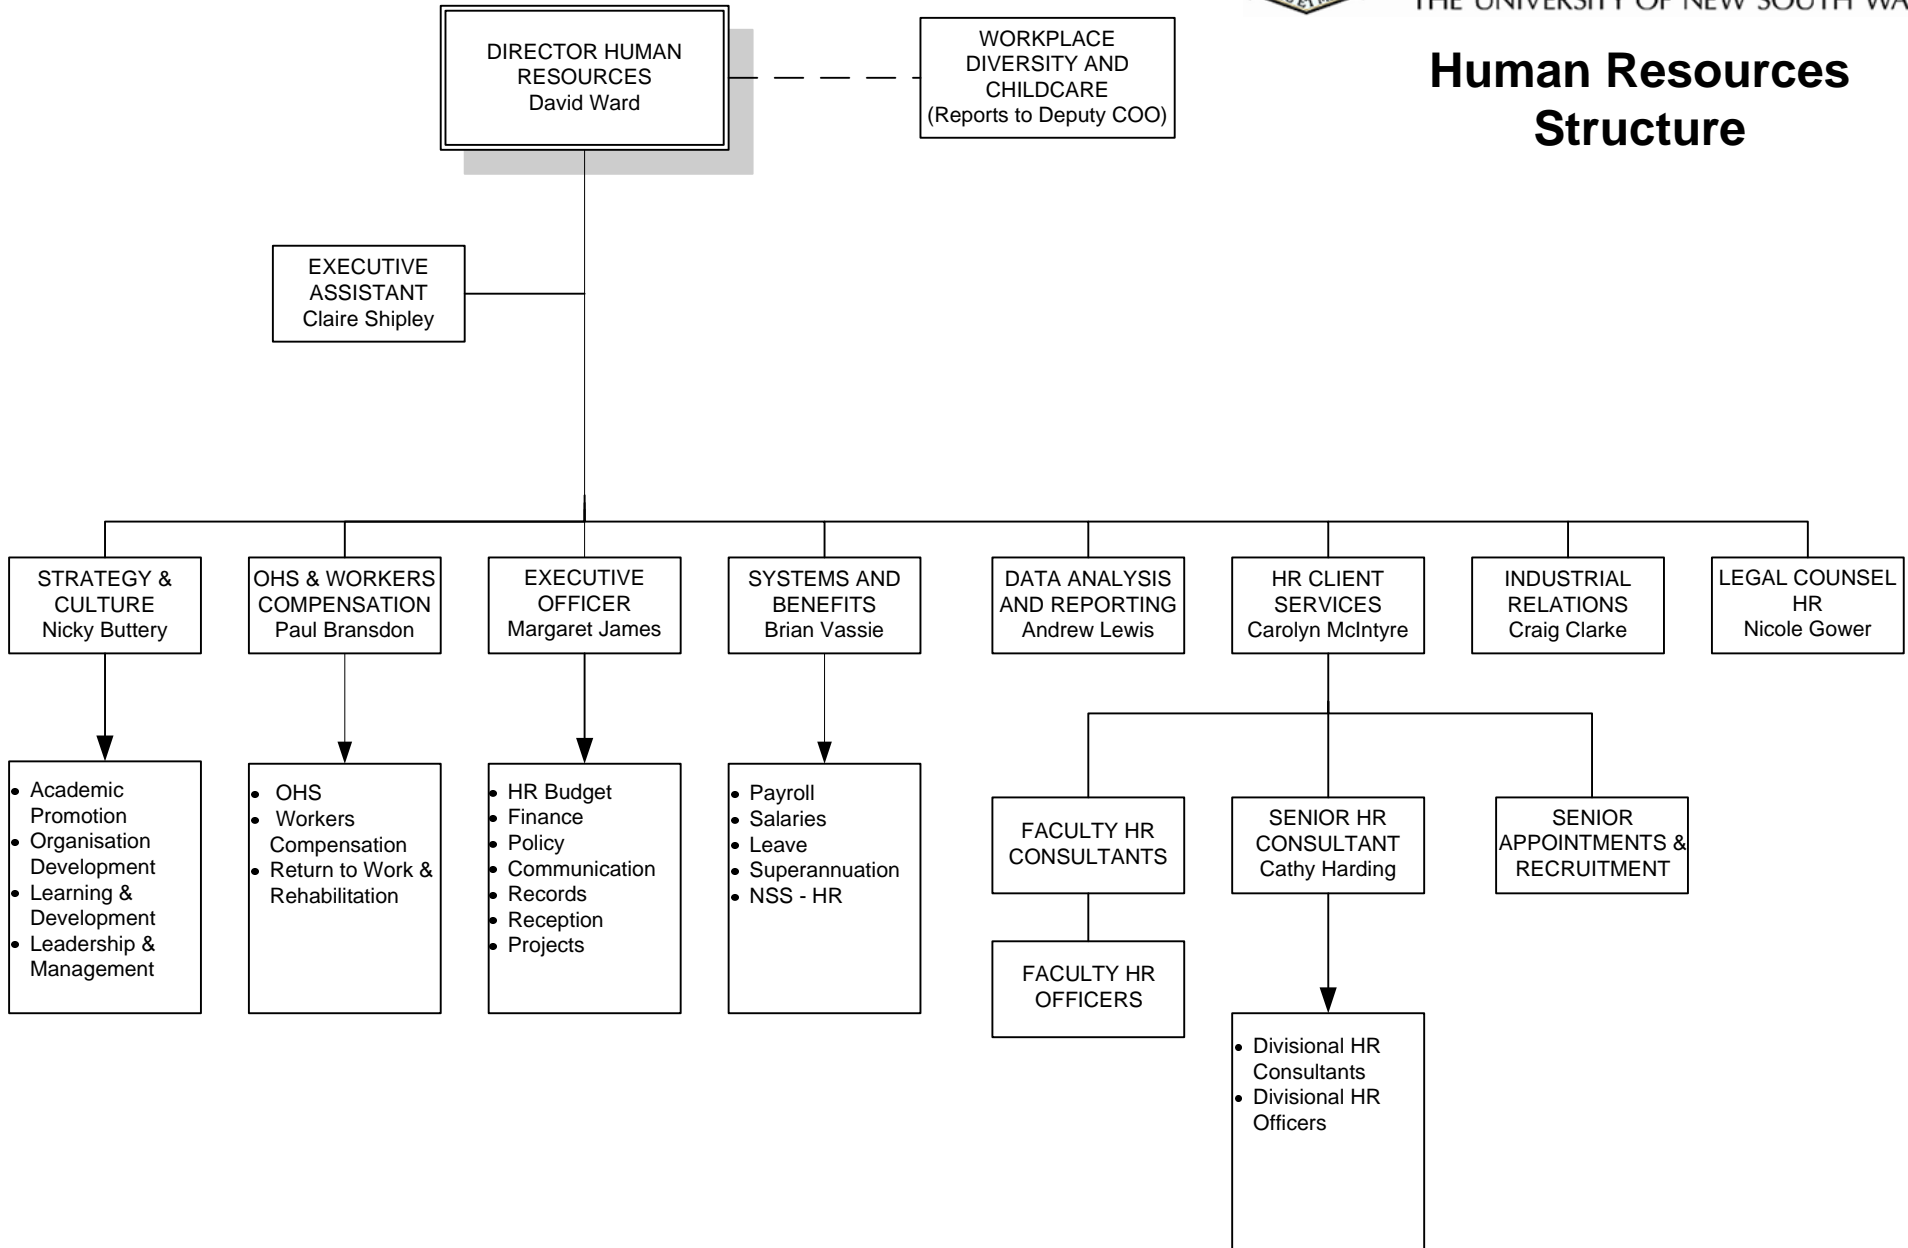 THE UNIVERSITY OF NEW SOUTH WA
Human Resources
Structure
DIRECTOR HUMAN
RESOURCES
David Ward
WORKPLACE
DIVERSITY AND
CHILDCARE
(Reports to Deputy COO)
EXECUTIVE
ASSISTANT
Claire Shipley
STRATEGY &
CULTURE
Nicky Buttery
OHS & WORKERS
COMPENSATION
Paul Bransdon
EXECUTIVE
OFFICER
Margaret James
SYSTEMS AND
BENEFITS
Brian Vassie
DATA ANALYSIS
AND REPORTING
Andrew Lewis
HR CLIENT
SERVICES
Carolyn McIntyre
INDUSTRIAL
RELATIONS
Craig Clarke
LEGAL COUNSEL
HR
Nicole Gower
• Academic
Promotion
• Organisation
Development
• Learning &
Development
• Leadership &
Management
• OHS
• Workers
Compensation
• Return to Work &
Rehabilitation
• HR Budget
• Finance
• Policy
• Communication
• Records
• Reception
• Projects
• Payroll
• Salaries
• Leave
• Superannuation
• NSS - HR
FACULTY HR
CONSULTANTS
SENIOR HR
CONSULTANT
Cathy Harding
SENIOR
APPOINTMENTS &
RECRUITMENT
FACULTY HR
OFFICERS
• Divisional HR
Consultants
• Divisional HR
Officers